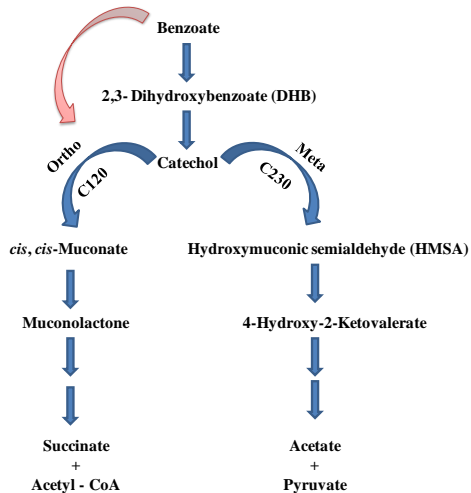 Benzoate
2,3- Dihydroxybenzoate (DHB)
Ortho
C120
Catechol
Meta
C230
cis, cis-Muconate
Hydroxymuconic semialdehyde (HMSA)
Muconolactone
4-Hydroxy-2-Ketovalerate
Succinate
+
Acetyl - CoA
Acetate
+
Pyruvate